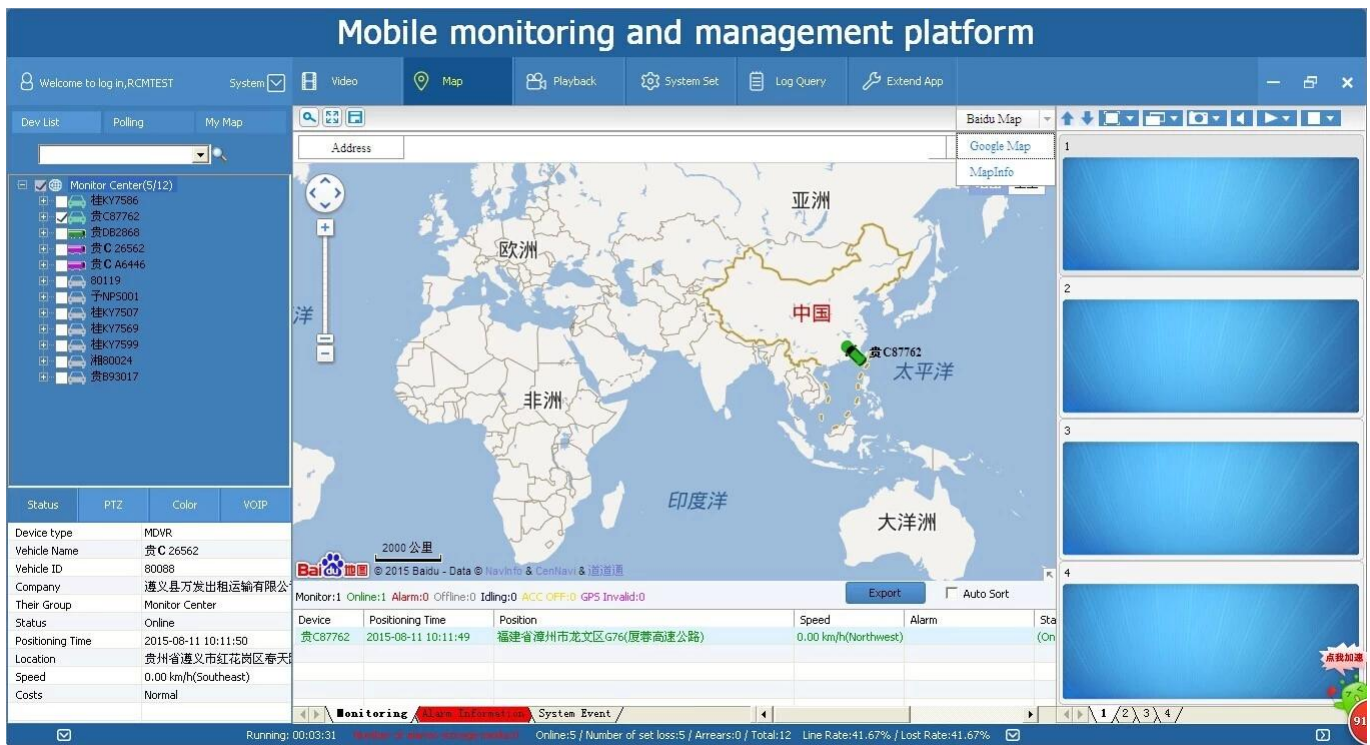 Mobile monitoring and management platform
Welcome to log in,RCMTEST
System
Video
Map
Playback
System Set
Log Query
Extend App
Dev List
Polling
My Map
Monitor Center(5/12)
桂KY7586
贵C87762
贵DB2868
贵C 26562
贵C A6446
80119
予NP5001
桂KY7507
桂KY7569
桂KY7599
湘80024
贵B93017
Status
PTZ
Color
VOIP
Device type MDVR
Vehicle Name 贵C 26562
Vehicle ID 80088
Company 遵义县万发出租运输有限公
Their Group Monitor Center
Status Online
Positioning Time 2015-08-11 10:11:50
Location 贵州省遵义市红花岗区春天
Speed 0.00 km/h(Southeast)
Costs Normal
Address
Baidu Map
Google Map
MapInfo
亚洲
欧洲
洋
中国
贵C87762
太平洋
非洲
印度洋
大洋洲
2000 公里
Bai 地图 © 2015 Baidu - Data © NavInfo & CenNavi & 道道通
Monitor:1 Online:1 Alarm:0 Offline:0 Idling:0 ACC OFF:0 GPS Invalid:0
Export
Auto Sort
Device Positioning Time Position Speed Alarm Sta
贵C87762 2015-08-11 10:11:49 福建省漳州市龙文区G76(厦蓉高速公路) 0.00 km/h(Northwest) (On
Monitoring Alarm Information System Event
1
2
3
4
1 2 3 4
点我加速
91
Running: 00:03:31
Online:5 / Number of set loss:5 / Arrears:0 / Total:12 Line Rate:41.67% / Lost Rate:41.67%